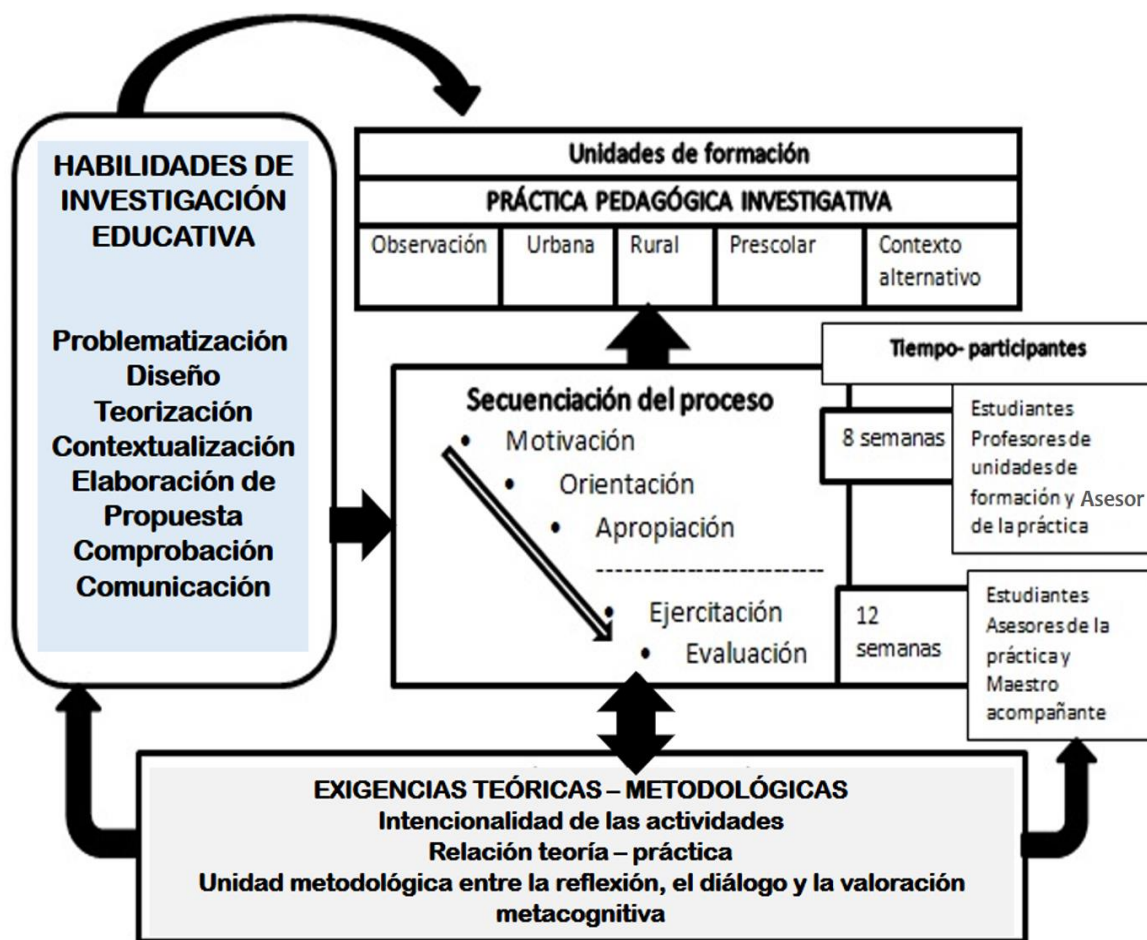 HABILIDADES DE
INVESTIGACIÓN
EDUCATIVA
Problematización
Diseño
Teorización
Contextualización
Elaboración de
Propuesta
Comprobación
Comunicación
Unidades de formación
PRÁCTICA PEDAGÓGICA INVESTIGATIVA
Observación
Urbana
Rural
Prescolar
Contexto
alternativo
Secuenciación del proceso
• Motivación
• Orientación
• Apropiación
------------------------
• Ejercitación
• Evaluación
Tiempo- participantes
8 semanas
Estudiantes
Profesores de
unidades de
formación y Asesor
de la práctica
12
semanas
Estudiantes
Asesores de la
práctica y
Maestro
acompañante
EXIGENCIAS TEÓRICAS – METODOLÓGICAS
Intencionalidad de las actividades
Relación teoría – práctica
Unidad metodológica entre la reflexión, el diálogo y la valoración
metacognitiva